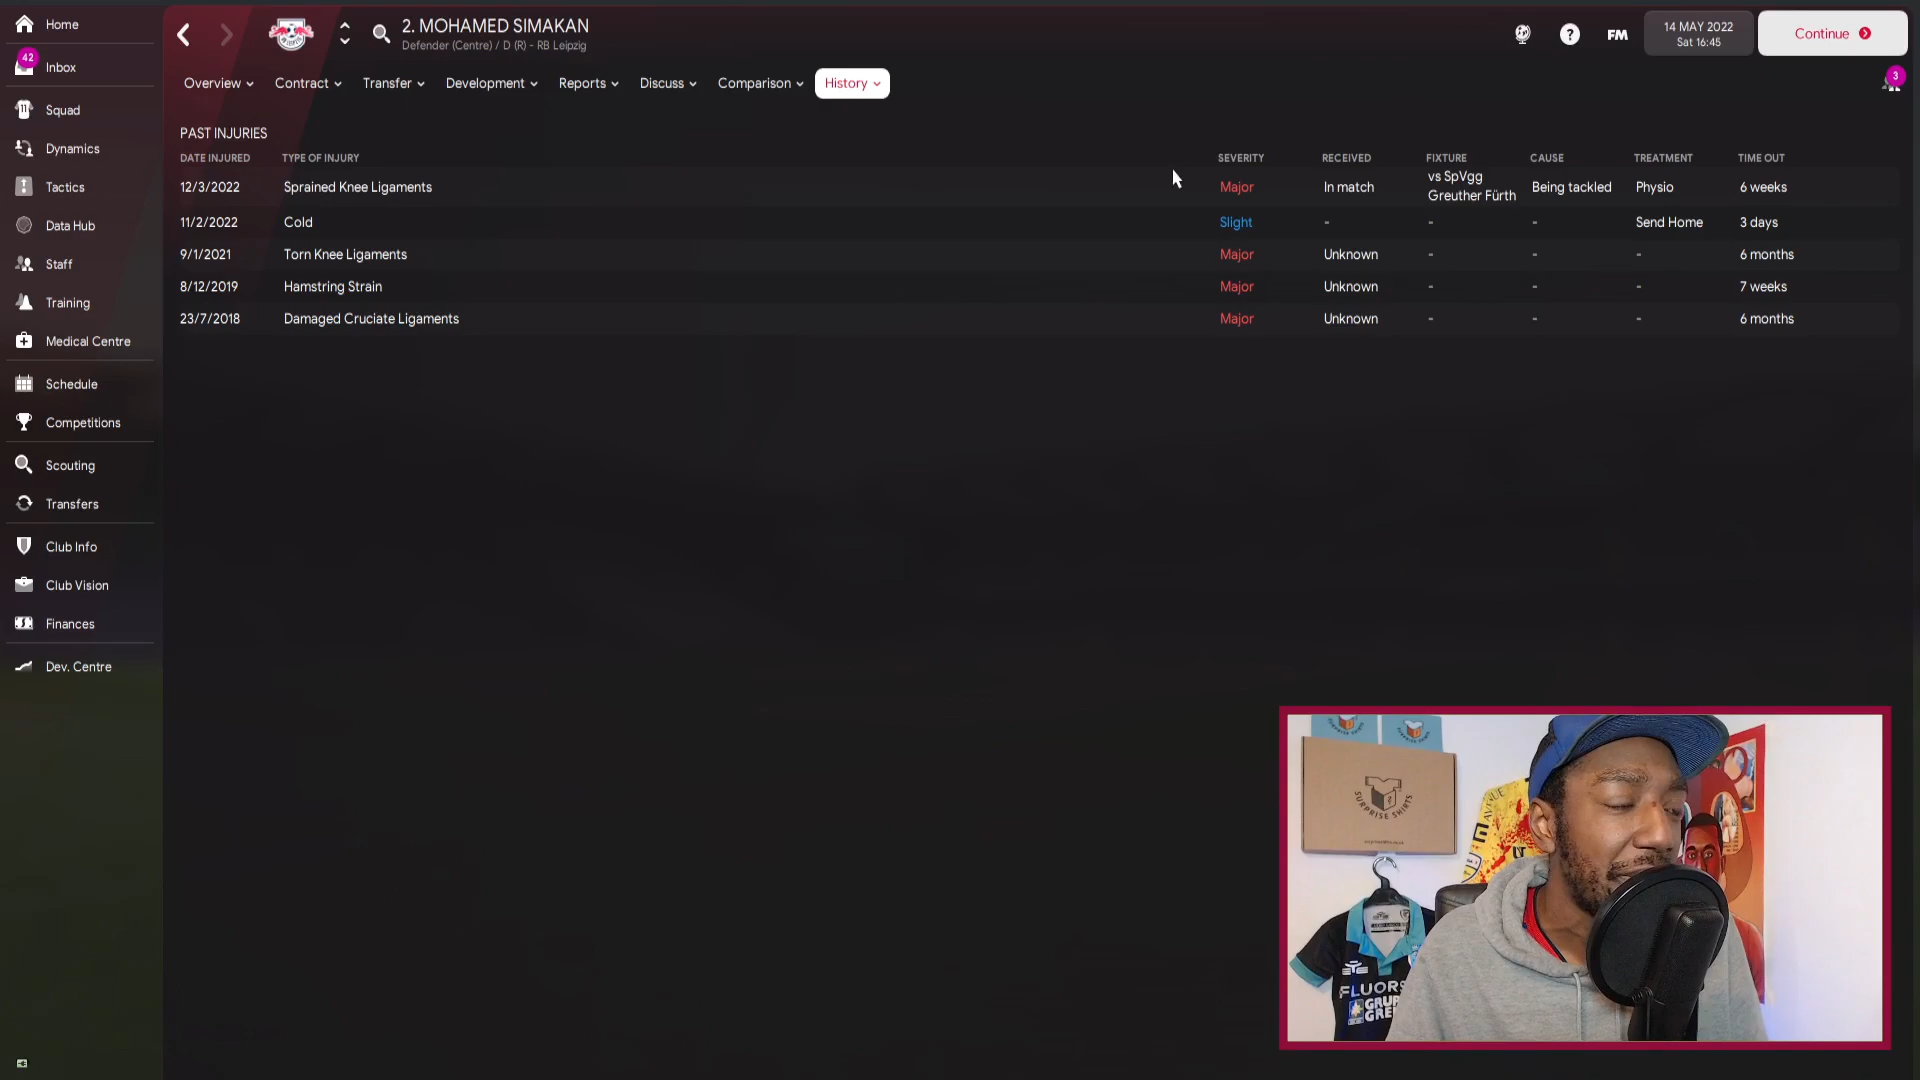 Home
42
Inbox
Squad
Dynamics
Tactics
Data Hub
Staff
Training
Medical Centre
Schedule
Competitions
Scouting
Transfers
Club Info
Club Vision
Finances
Dev. Centre
2. MOHAMED SIMAKAN
Defender (Centre) / D (R) - RB Leipzig
FM
14 MAY 2022
Sat 16:45
Continue
Overview Contract Transfer Development Reports Discuss Comparison History
3
PAST INJURIES
DATE INJURED TYPE OF INJURY SEVERITY RECEIVED FIXTURE CAUSE TREATMENT TIME OUT
12/3/2022 Sprained Knee Ligaments Major In match vs SpVgg Greuther Fürth Being tackled Physio 6 weeks
11/2/2022 Cold Slight - - - Send Home 3 days
9/1/2021 Torn Knee Ligaments Major Unknown - - - 6 months
8/12/2019 Hamstring Strain Major Unknown - - - 7 weeks
23/7/2018 Damaged Cruciate Ligaments Major Unknown - - - 6 months
SURPRISE SHIRTS
FLUORS
GRUP
GREE